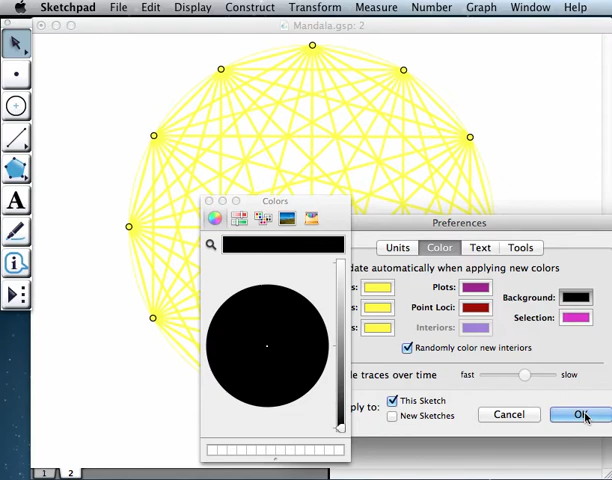 Sketchpad File Edit Display Construct Transform Measure Number Graph Window Help
Mandala.gsp: 2
A
Colors
Preferences
Units Color Text Tools
date automatically when applying new colors
s: Plots:
Background:
s: Point Loci:
Selection:
s: Interiors:
Randomly color new interiors
le traces over time fast slow
ply to: This Sketch
New Sketches
Cancel OK
1 2